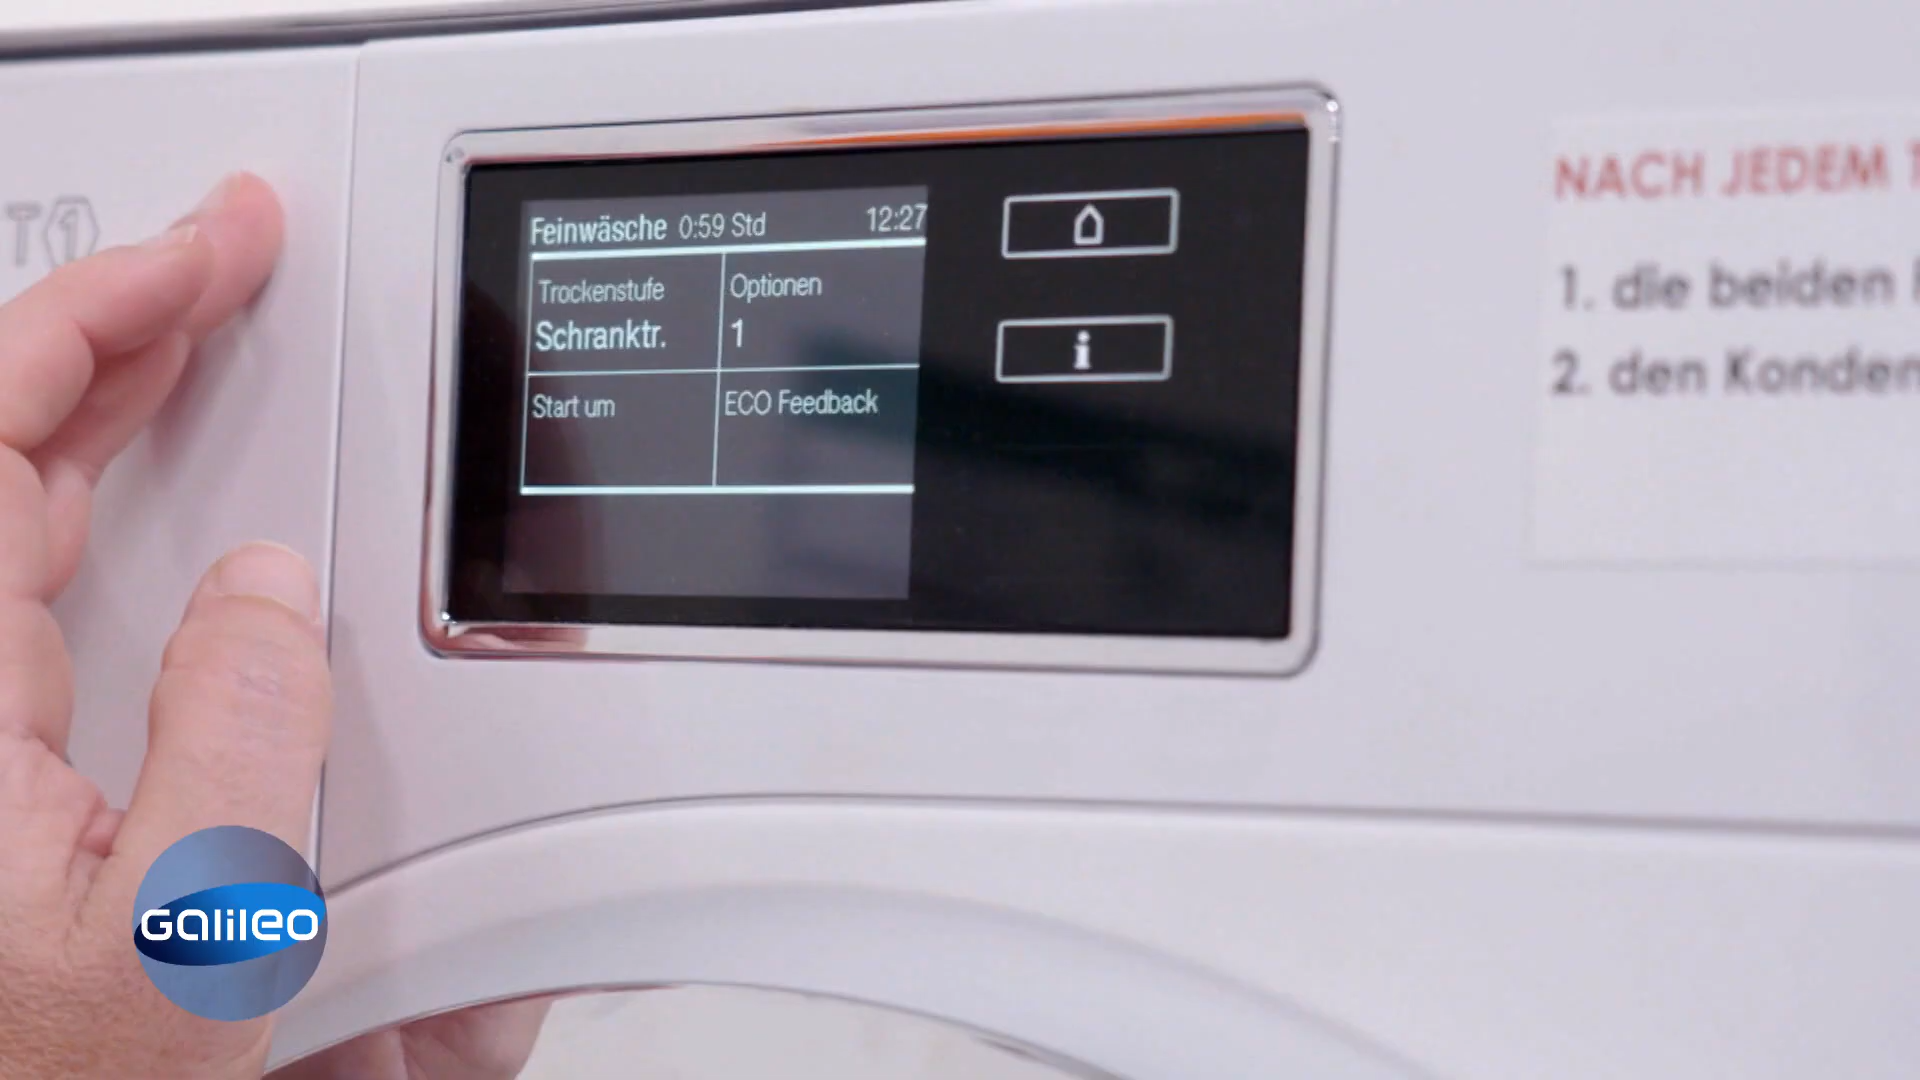 T1
Feinwäsche 0:59 Std 12:27
Trockenstufe
Optionen
Schranktr.
1
Start um
ECO Feedback
i
NACH JEDEM
1. die beiden
2. den Konden
Galileo